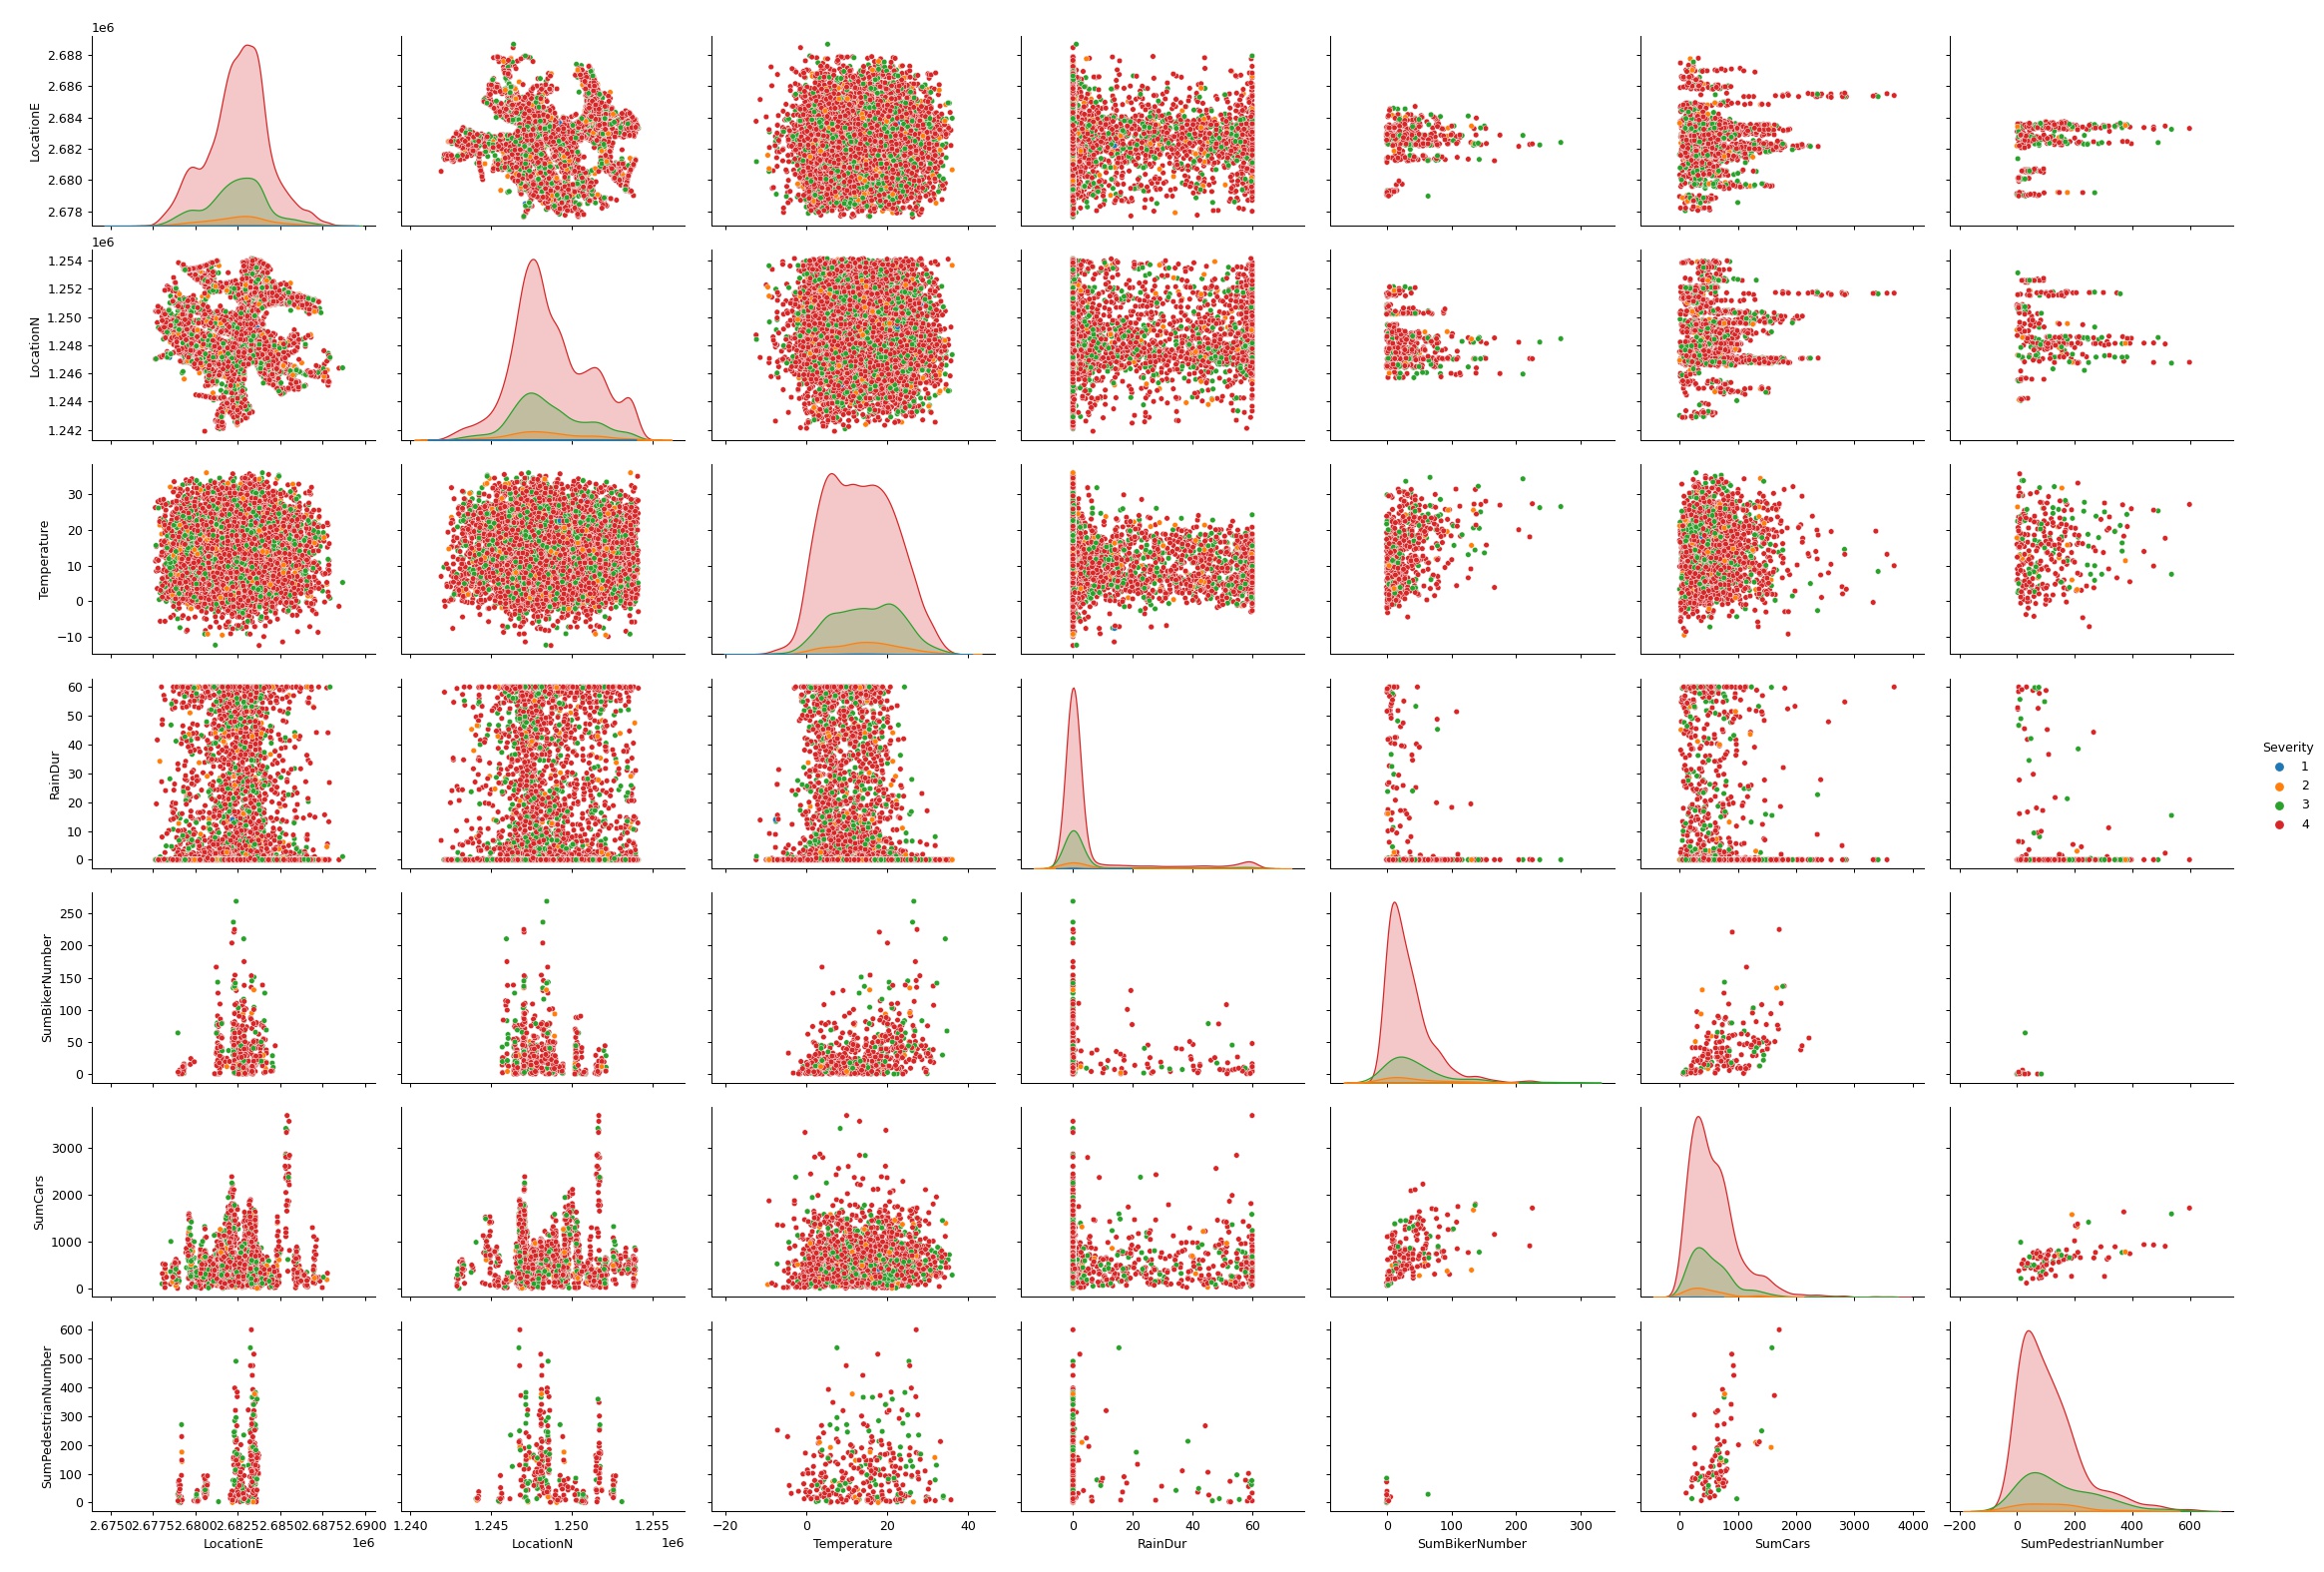 1e6
2.688
2.686
2.684
2.682
2.680
2.678
LocationE
1e6
1.254
1.252
1.250
1.248
1.246
1.244
1.242
LocationN
30
20
10
0
−10
Temperature
60
50
40
30
20
10
0
RainDur
Severity
1
2
3
4
250
200
150
100
50
0
SumBikerNumber
3000
2000
1000
0
SumCars
600
500
400
300
200
100
0
SumPedestrianNumber
2.6750 2.6775 2.6800 2.6825 2.6850 2.6875 2.6900
LocationE 1e6
1.240 1.245 1.250 1.255
LocationN 1e6
−20 0 20 40
Temperature
0 20 40 60
RainDur
0 100 200 300
SumBikerNumber
0 1000 2000 3000 4000
SumCars
−200 0 200 400 600
SumPedestrianNumber